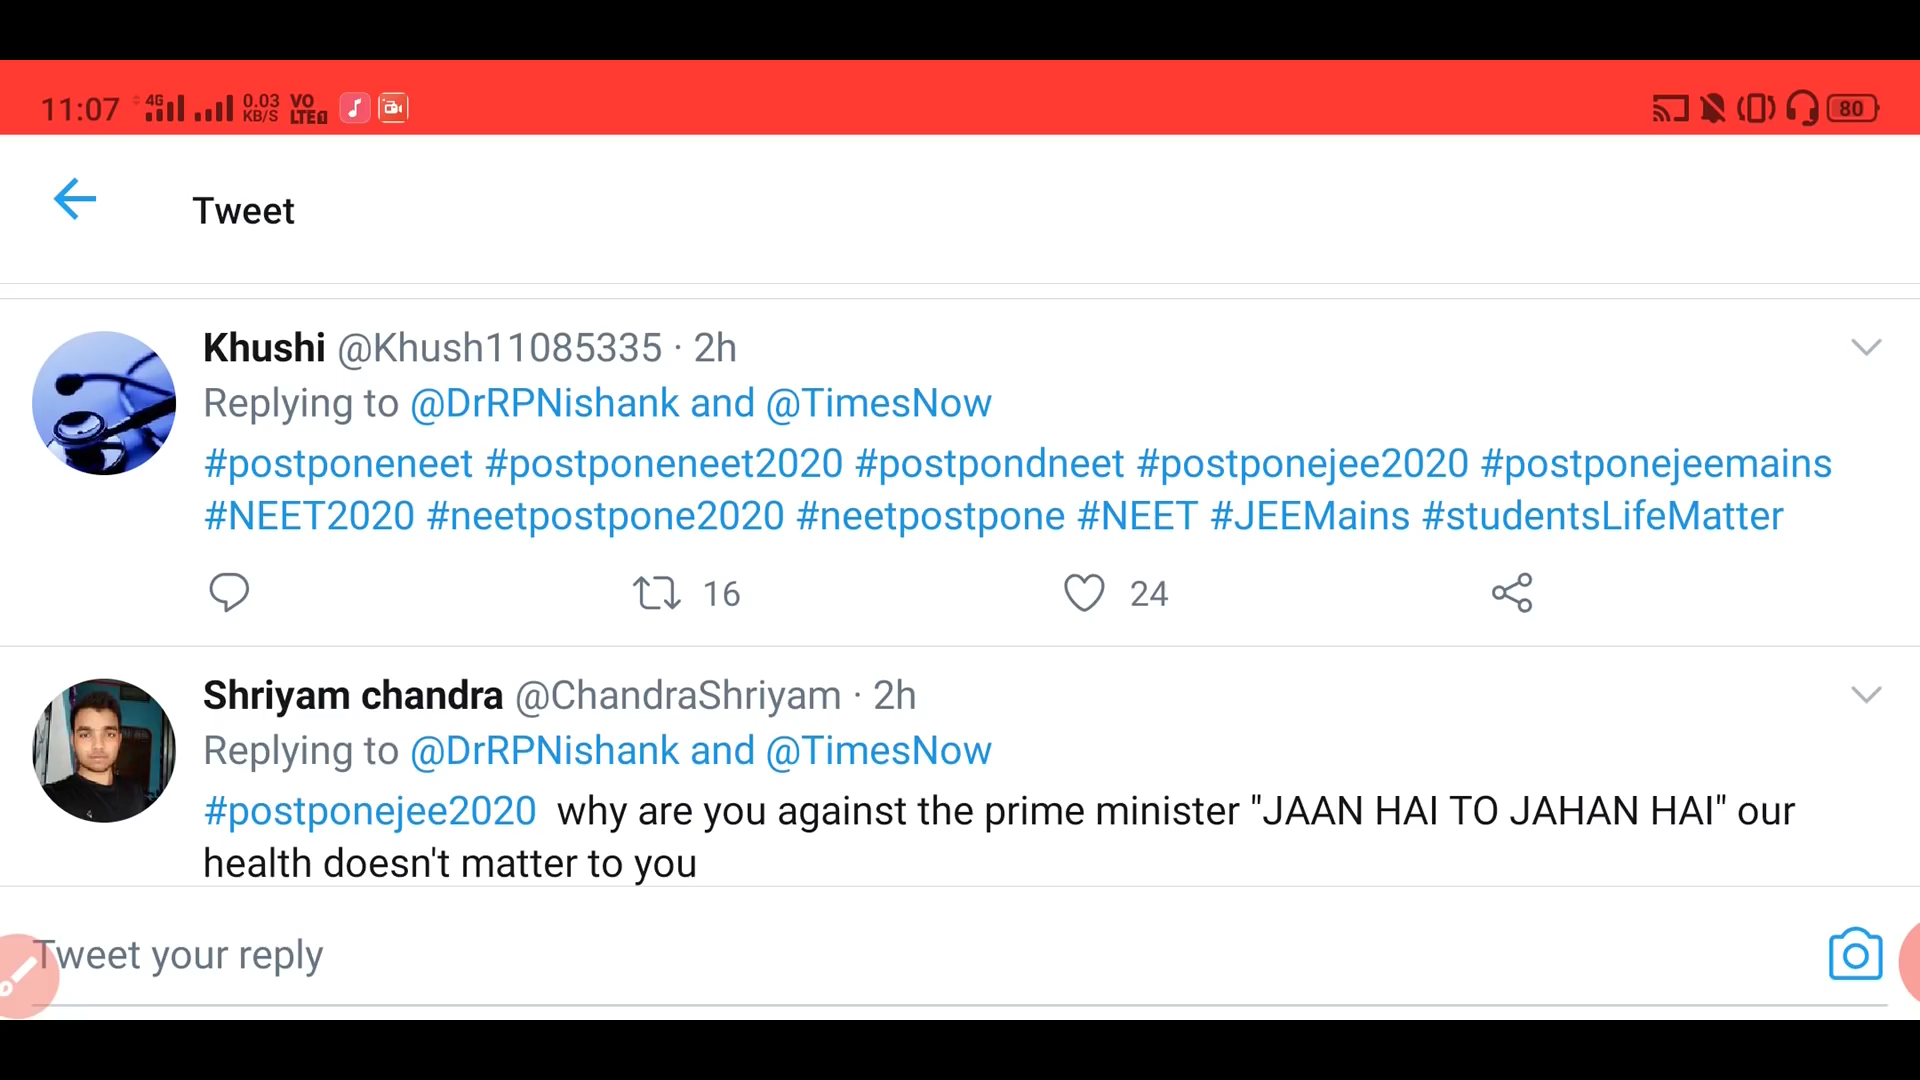 11:07 4G 0.03 KB/S VO LTE1 80
Tweet
Khushi @Khush11085335 · 2h
Replying to @DrRPNishank and @TimesNow
#postponeneet #postponeneet2020 #postpondneet #postponejee2020 #postponejeemains
#NEET2020 #neetpostpone2020 #neetpostpone #NEET #JEEMains #studentsLifeMatter
16 24
Shriyam chandra @ChandraShriyam · 2h
Replying to @DrRPNishank and @TimesNow
#postponejee2020 why are you against the prime minister "JAAN HAI TO JAHAN HAI" our
health doesn't matter to you
Tweet your reply